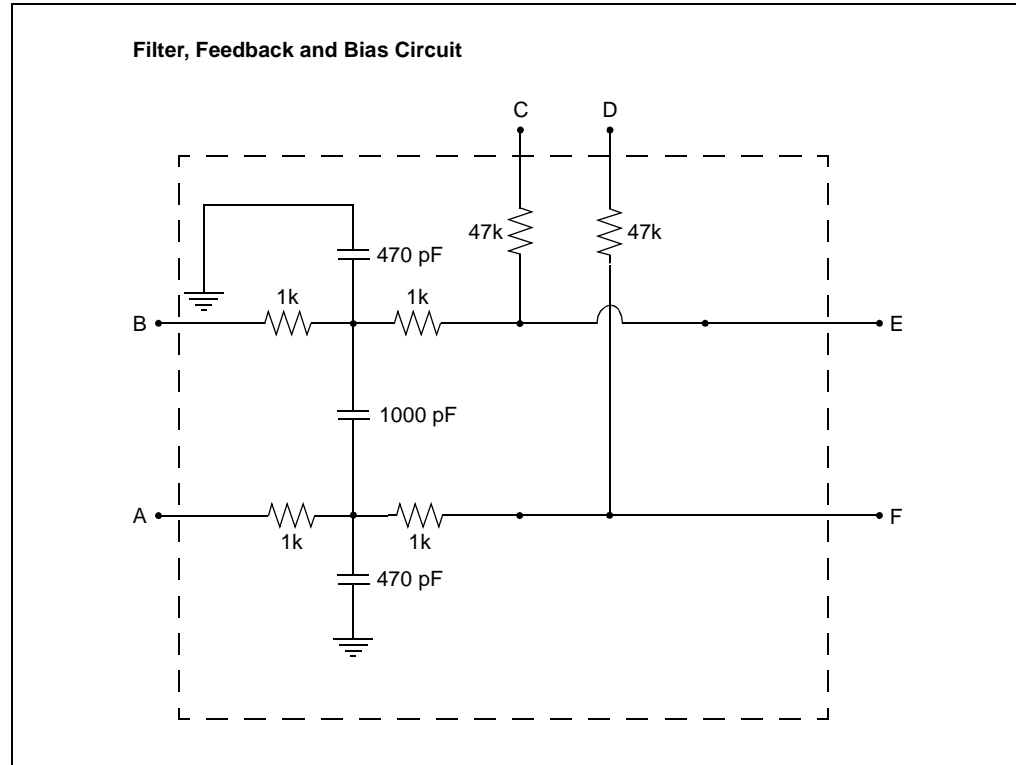 Filter, Feedback and Bias Circuit
C
D
47k
47k
470 pF
1k
1k
B
E
1000 pF
A
F
1k
1k
470 pF